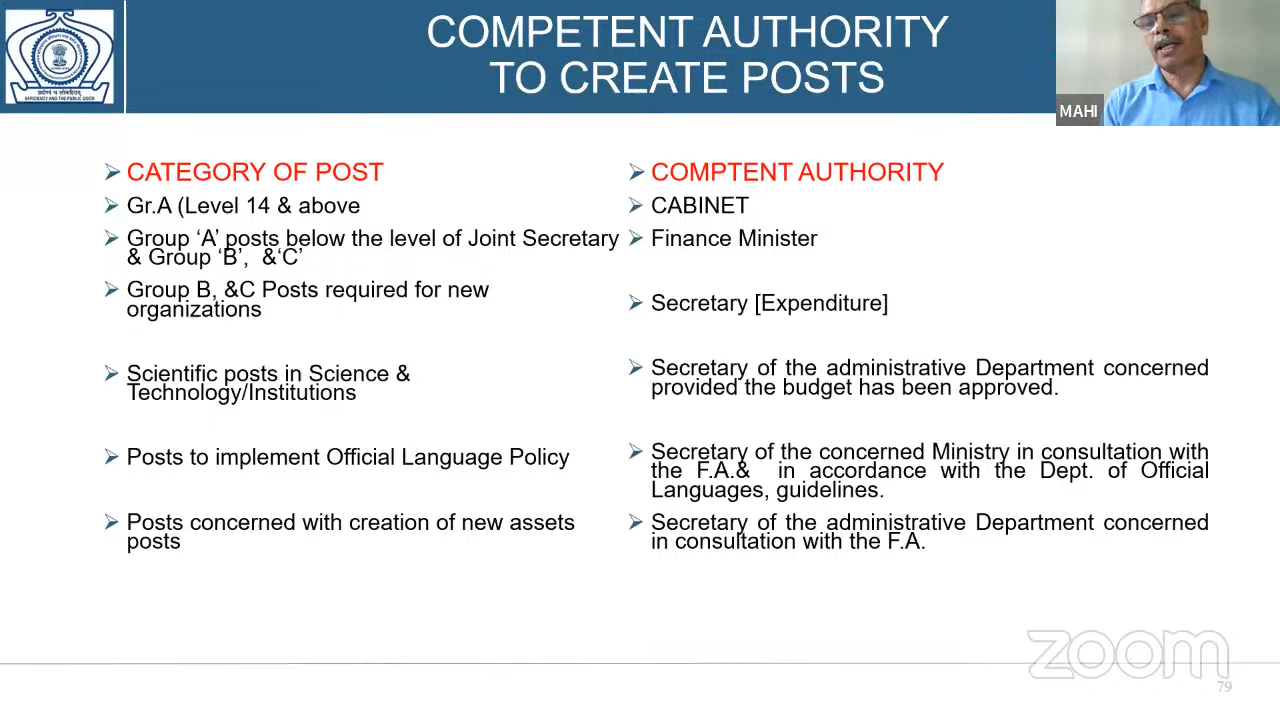 COMPETENT AUTHORITY
TO CREATE POSTS
MAHI
EFFICIENCY AND THE PUBLIC GOOD
➢ CATEGORY OF POST
➢ Gr.A (Level 14 & above
➢ Group ‘A’ posts below the level of Joint Secretary
& Group ‘B’, &‘C’
➢ Group B, &C Posts required for new
organizations
➢ Scientific posts in Science &
Technology/Institutions
➢ Posts to implement Official Language Policy
➢ Posts concerned with creation of new assets
posts
➢ COMPTENT AUTHORITY
➢ CABINET
➢ Finance Minister
➢ Secretary [Expenditure]
➢ Secretary of the administrative Department concerned
provided the budget has been approved.
➢ Secretary of the concerned Ministry in consultation with
the F.A.& in accordance with the Dept. of Official
Languages, guidelines.
➢ Secretary of the administrative Department concerned
in consultation with the F.A.
zoom
79